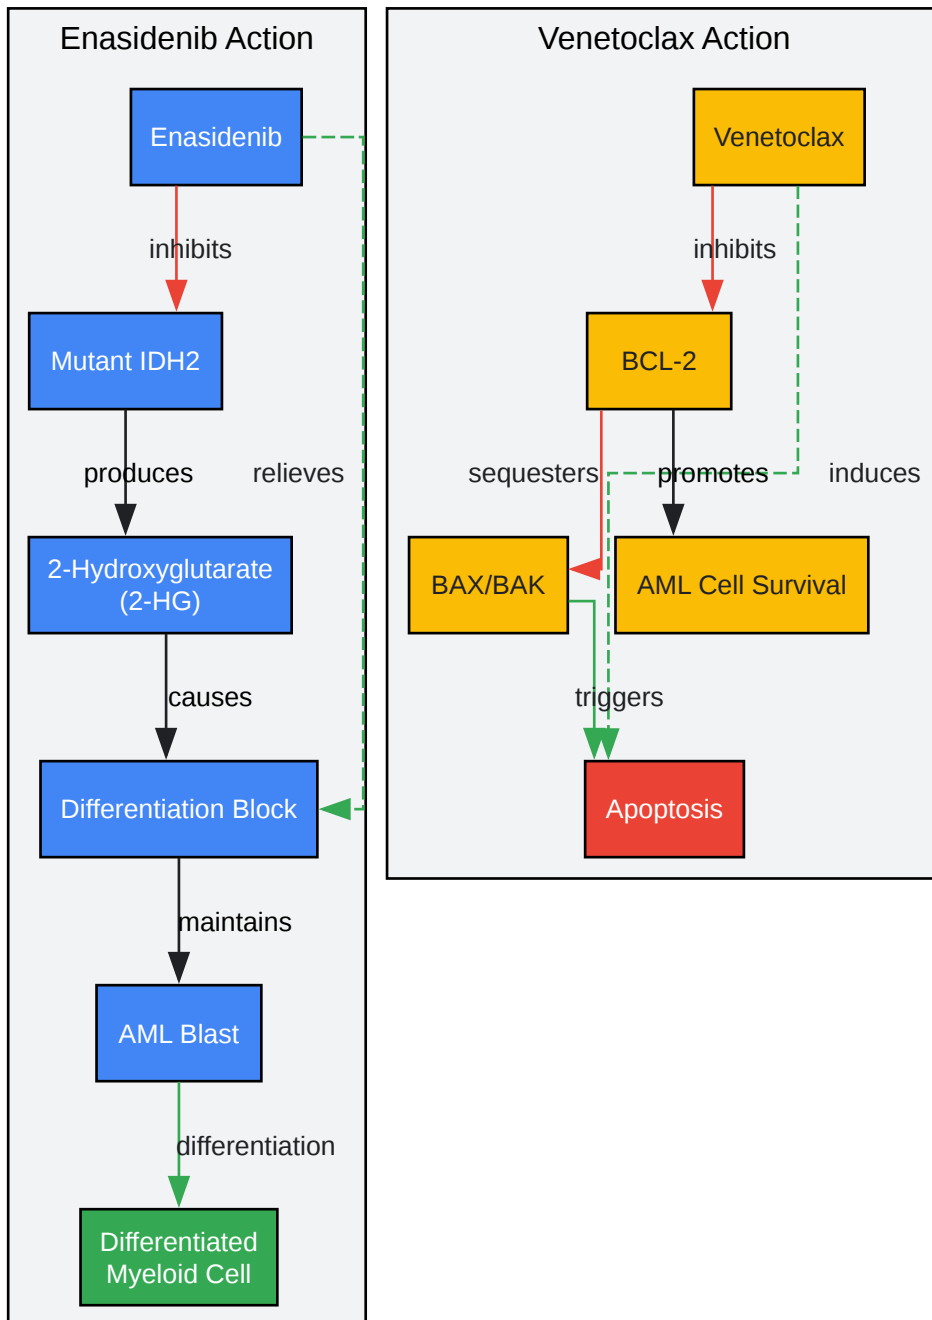 Enasidenib Action
Enasidenib
inhibits
Mutant IDH2
produces
relieves
2-Hydroxyglutarate
(2-HG)
causes
Differentiation Block
maintains
AML Blast
differentiation
Differentiated
Myeloid Cell
Venetoclax Action
Venetoclax
inhibits
BCL-2
sequesters
promotes
induces
BAX/BAK
AML Cell Survival
triggers
Apoptosis